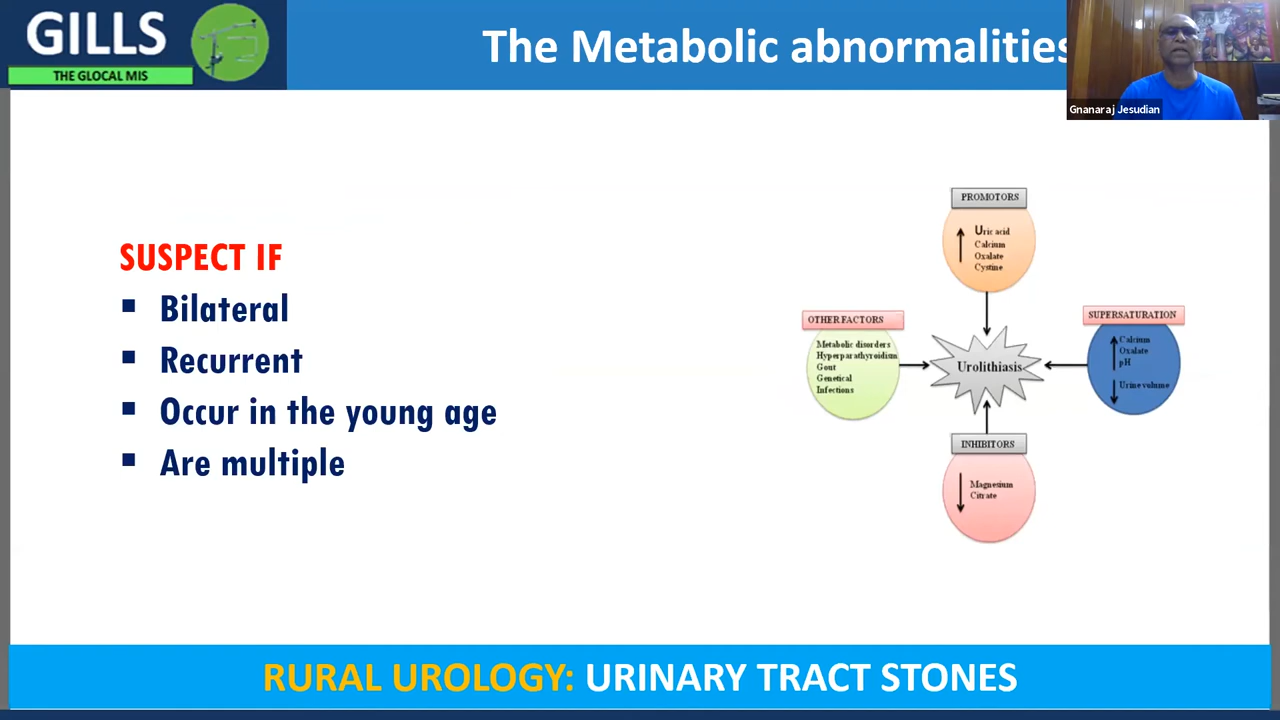 GILLS
THE GLOCAL MIS
The Metabolic abnormalities
Gnanaraj Jesudian
SUSPECT IF
▪ Bilateral
▪ Recurrent
▪ Occur in the young age
▪ Are multiple
PROMOTORS
Uric acid
Calcium
Oxalate
Cystine
OTHER FACTORS
Metabolic disorders
Hyperparathyroidism
Gout
Genetical
Infections
Urolithiasis
SUPERSATURATION
Calcium
Oxalate
pH
Urine volume
INHIBITORS
Magnesium
Citrate
RURAL UROLOGY: URINARY TRACT STONES